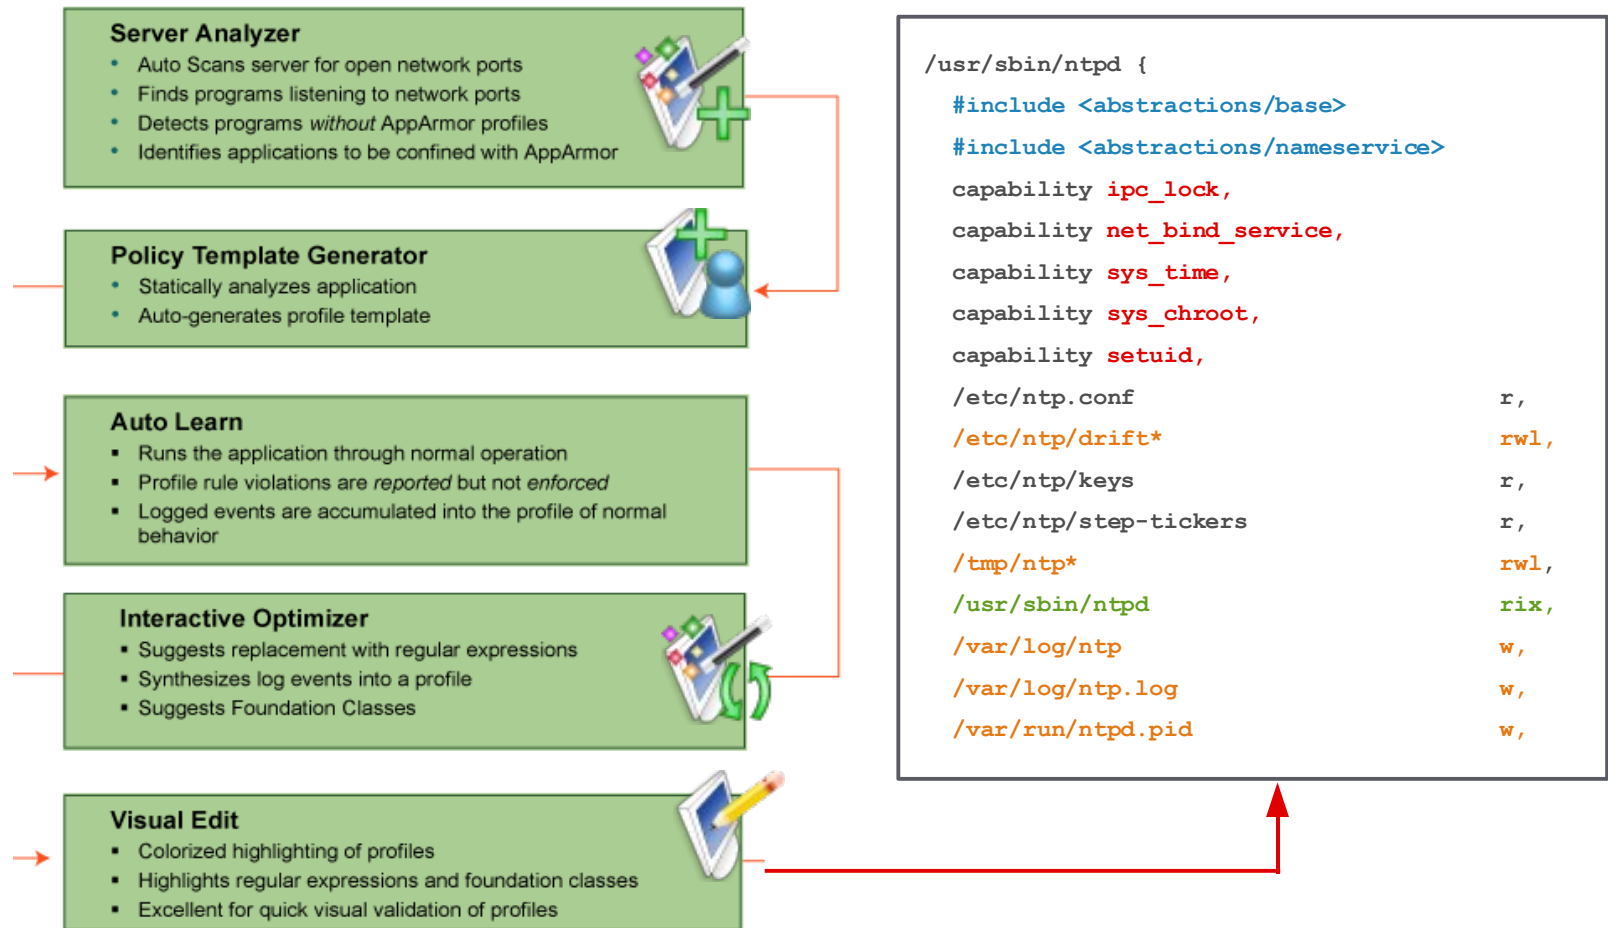 Server Analyzer
• Auto Scans server for open network ports
• Finds programs listening to network ports
• Detects programs without AppArmor profiles
• Identifies applications to be confined with AppArmor
Policy Template Generator
• Statically analyzes application
• Auto-generates profile template
Auto Learn
▪ Runs the application through normal operation
▪ Profile rule violations are reported but not enforced
▪ Logged events are accumulated into the profile of normal
behavior
Interactive Optimizer
▪ Suggests replacement with regular expressions
▪ Synthesizes log events into a profile
▪ Suggests Foundation Classes
Visual Edit
▪ Colorized highlighting of profiles
▪ Highlights regular expressions and foundation classes
▪ Excellent for quick visual validation of profiles
/usr/sbin/ntpd {
#include <abstractions/base>
#include <abstractions/nameservice>
capability ipc_lock,
capability net_bind_service,
capability sys_time,
capability sys_chroot,
capability setuid,
/etc/ntp.conf r,
/etc/ntp/drift* rwl,
/etc/ntp/keys r,
/etc/ntp/step-tickers r,
/tmp/ntp* rwl,
/usr/sbin/ntpd rix,
/var/log/ntp w,
/var/log/ntp.log w,
/var/run/ntpd.pid w,